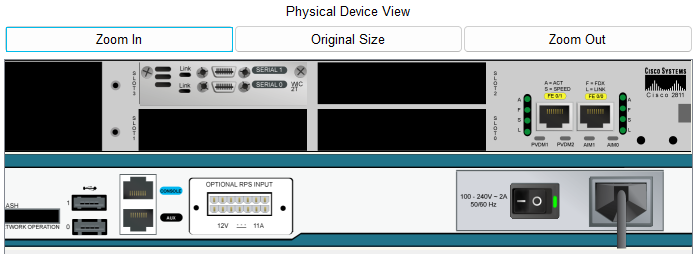 Physical Device View
Zoom In
Original Size
Zoom Out
SLOT 3
Link
SERIAL 1
Link
SERIAL 0
WIC
2T
SLOT 1
SLOT 2
SLOT 0
A = ACT F = FDX
S = SPEED L = LINK
FE 0/1 FE 0/0
A
F
S
L
A
F
S
L
PVDM1 PVDM2 AIM1 AIM0
CISCO SYSTEMS
Cisco 2811
ASH
TWORK OPERATION
1
0
CONSOLE
AUX
OPTIONAL RPS INPUT
12V 11A
100 - 240V ~ 2A
50/60 Hz